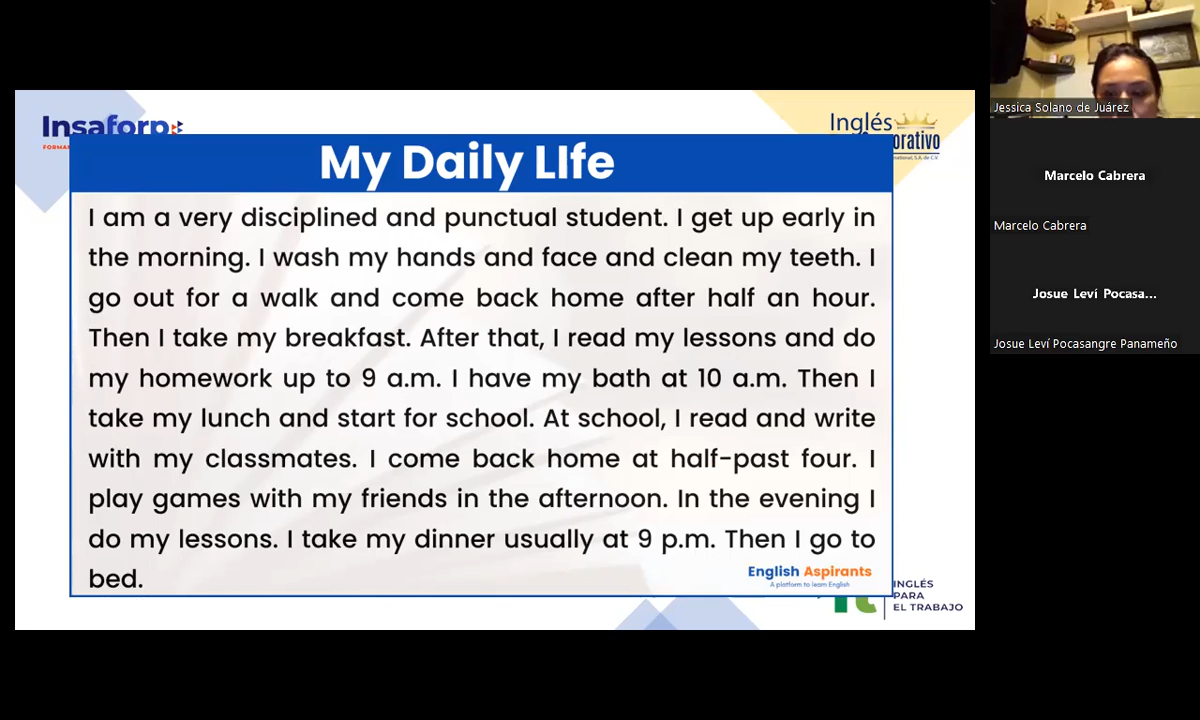 Insaforp
Inglés
orativo
My Daily LIfe
I am a very disciplined and punctual student. I get up early in
the morning. I wash my hands and face and clean my teeth. I
go out for a walk and come back home after half an hour.
Then I take my breakfast. After that, I read my lessons and do
my homework up to 9 a.m. I have my bath at 10 a.m. Then I
take my lunch and start for school. At school, I read and write
with my classmates. I come back home at half-past four. I
play games with my friends in the afternoon. In the evening I
do my lessons. I take my dinner usually at 9 p.m. Then I go to
bed.
English Aspirants
A platform to learn English
INGLÉS
PARA
EL TRABAJO
Jessica Solano de Juárez
Marcelo Cabrera
Marcelo Cabrera
Josue Leví Pocasa...
Josue Leví Pocasangre Panameño